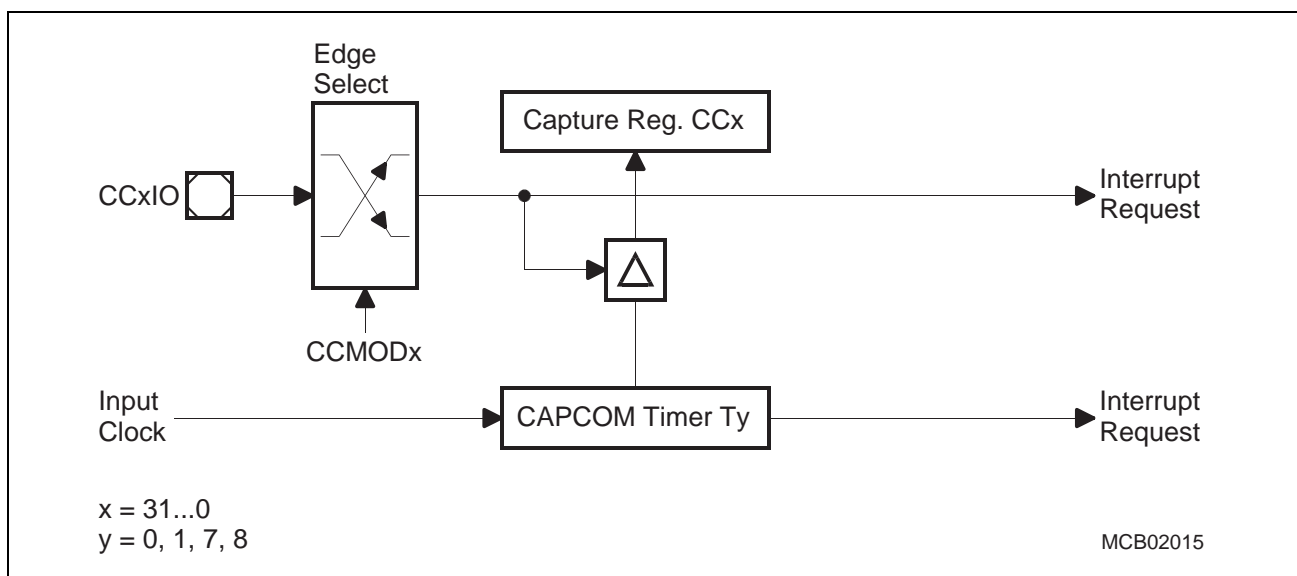 Edge
Select
Capture Reg. CCx
CCxIO
Interrupt
Request
CCMODx
Input
Clock
CAPCOM Timer Ty
Interrupt
Request
x = 31...0
y = 0, 1, 7, 8
MCB02015